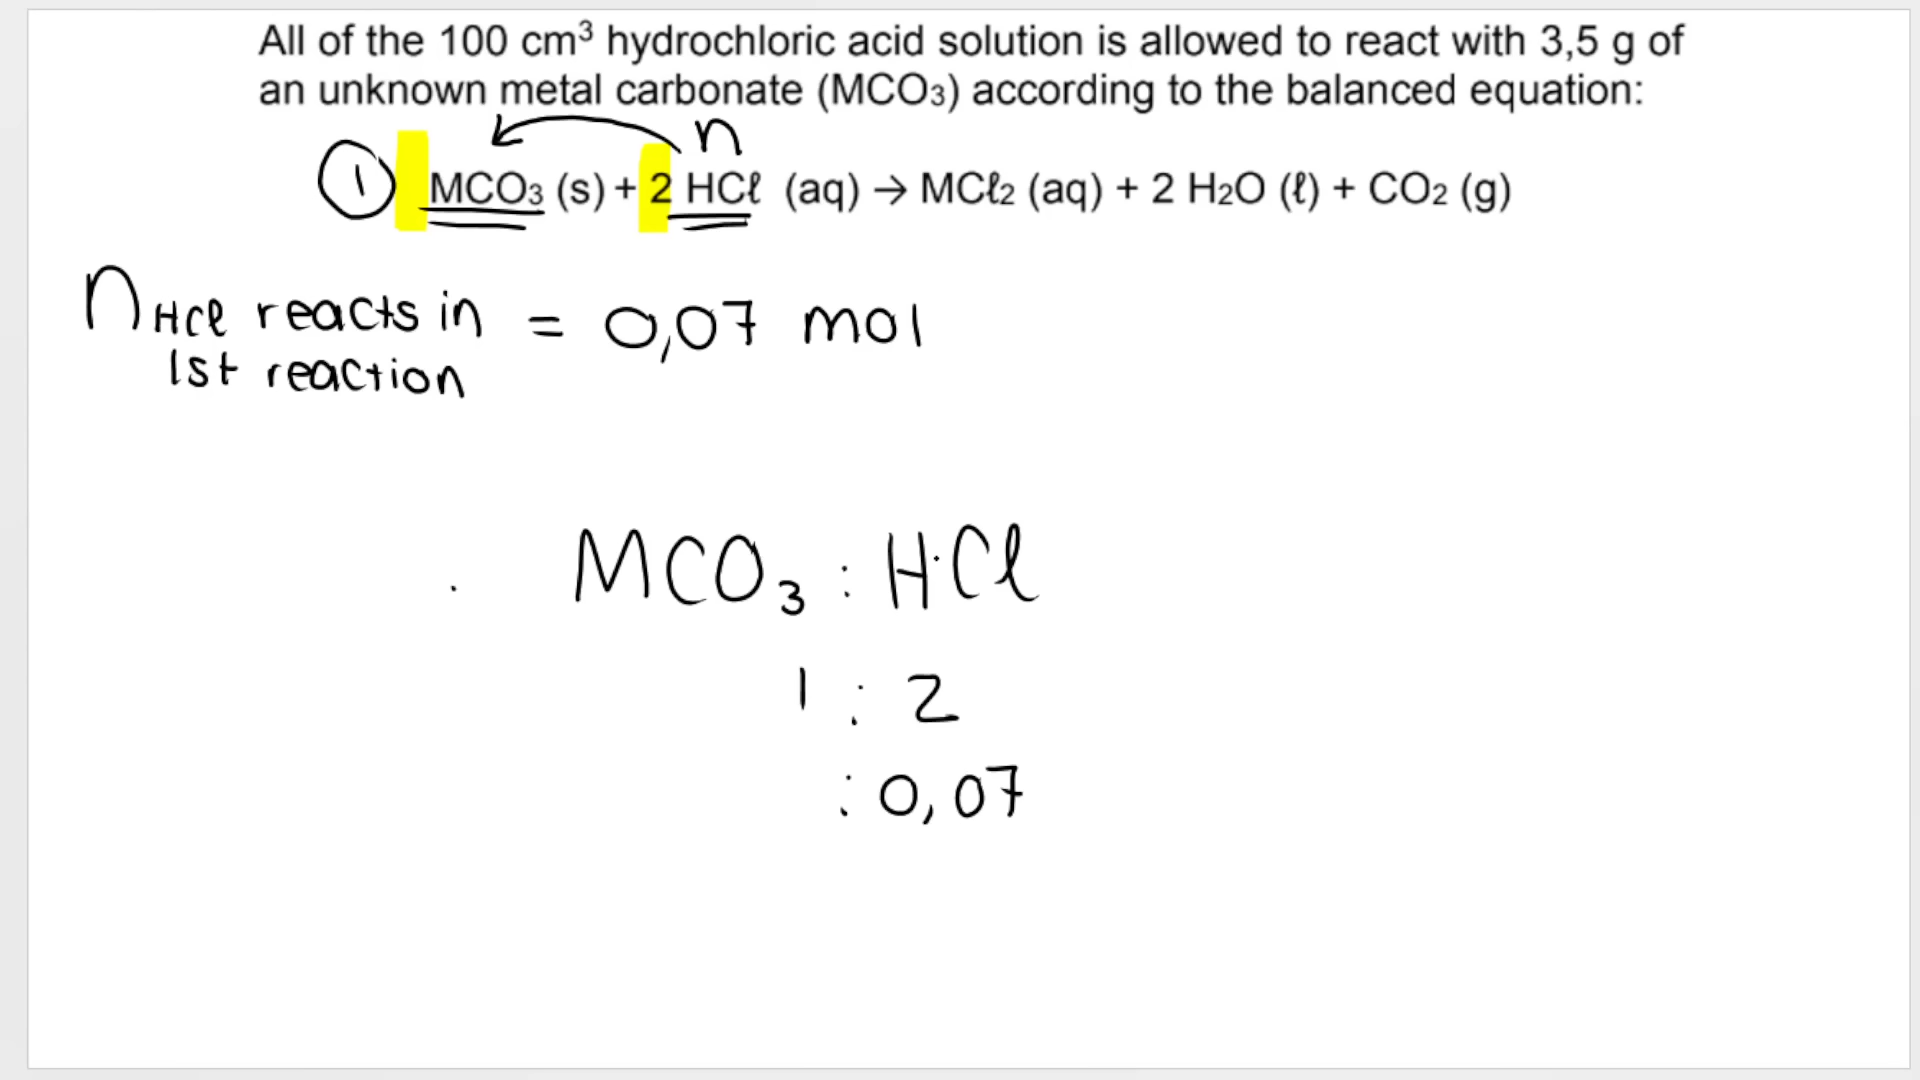 All of the 100 cm³ hydrochloric acid solution is allowed to react with 3,5 g of
an unknown metal carbonate (MCO₃) according to the balanced equation:
n
1 MCO₃ (s) + 2 HCℓ (aq) → MCℓ₂ (aq) + 2 H₂O (ℓ) + CO₂ (g)
n HCl reacts in = 0,07 mol
1st reaction
MCO₃ : HCl
1 : 2
: 0,07